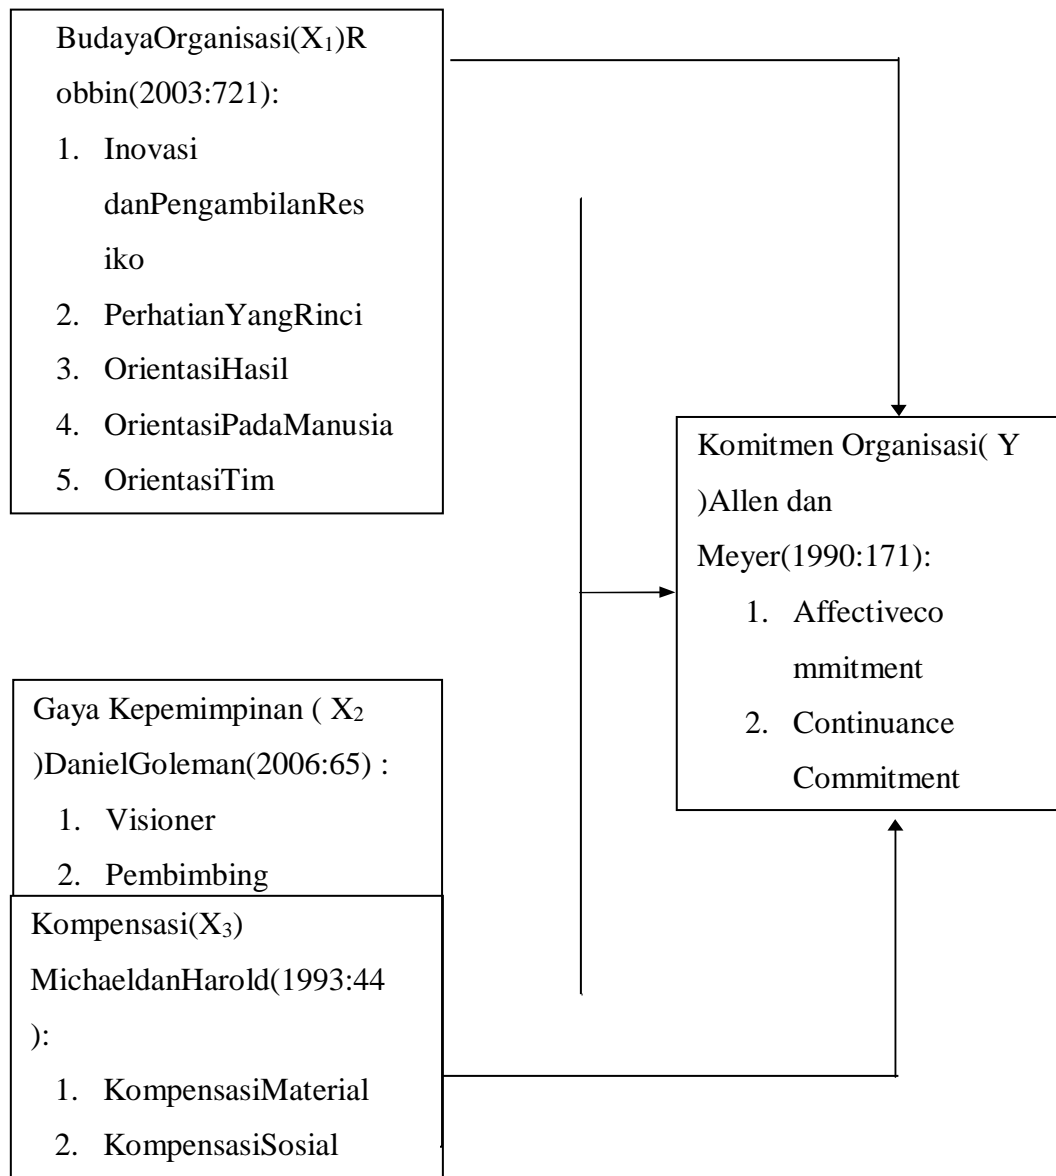 BudayaOrganisasi(X₁)R
obbin(2003:721):
1. Inovasi
danPengambilanRes
iko
2. PerhatianYangRinci
3. OrientasiHasil
4. OrientasiPadaManusia
5. OrientasiTim
Gaya Kepemimpinan ( X₂
)DanielGoleman(2006:65) :
1. Visioner
2. Pembimbing
Kompensasi(X₃)
MichaeldanHarold(1993:44
):
1. KompensasiMaterial
2. KompensasiSosial
Komitmen Organisasi( Y
)Allen dan
Meyer(1990:171):
1. Affectiveco
mmitment
2. Continuance
Commitment